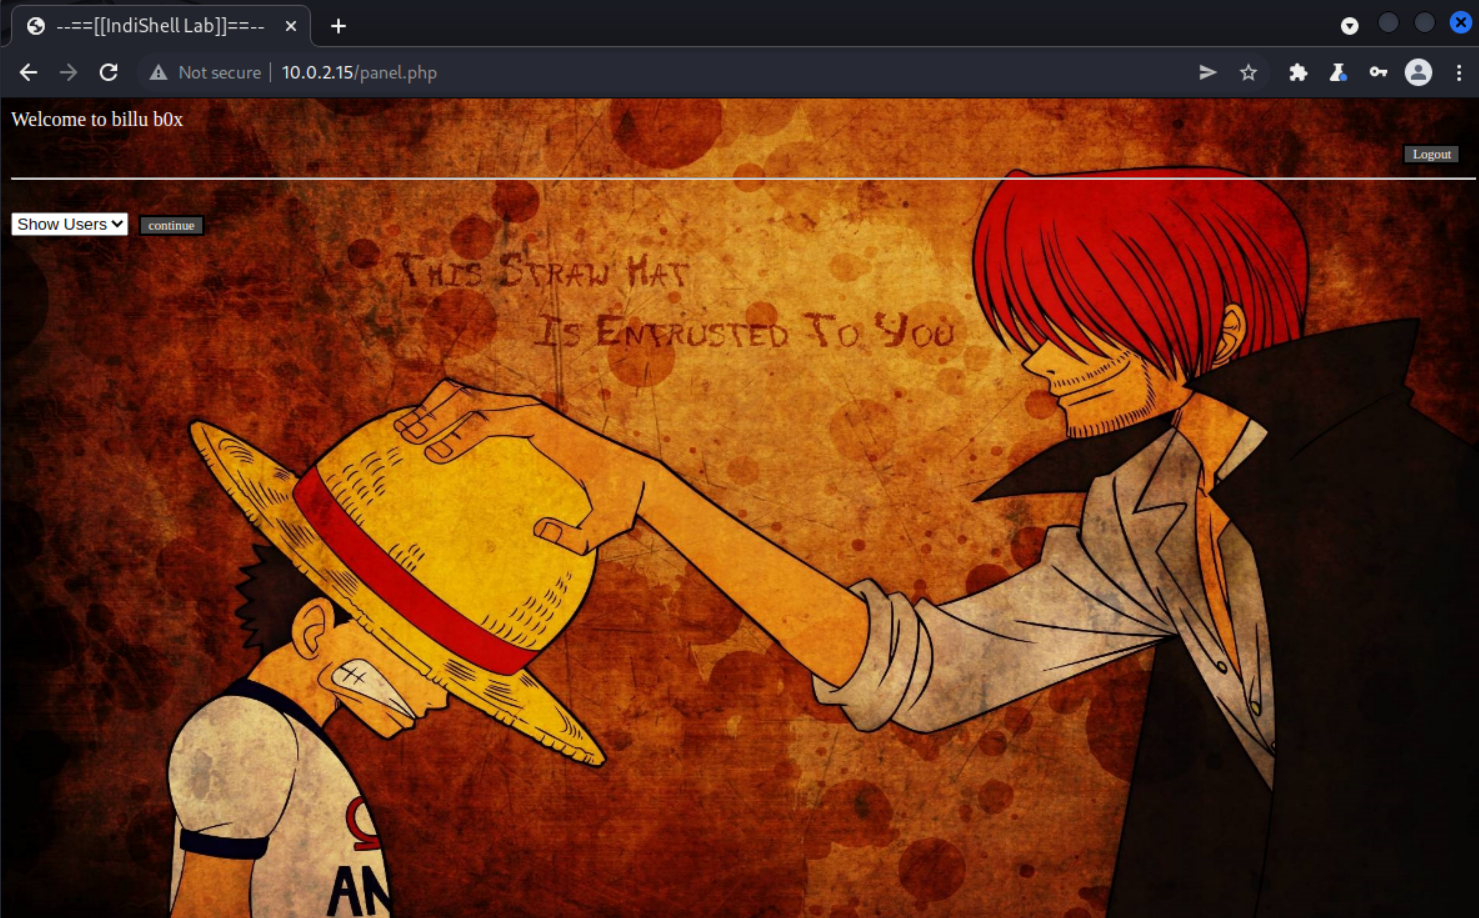 --==[[IndiShell Lab]]==--
Not secure
10.0.2.15/panel.php
Welcome to billu b0x
Logout
Show Users
continue
This Straw Hat
Is Entrusted To You
AN